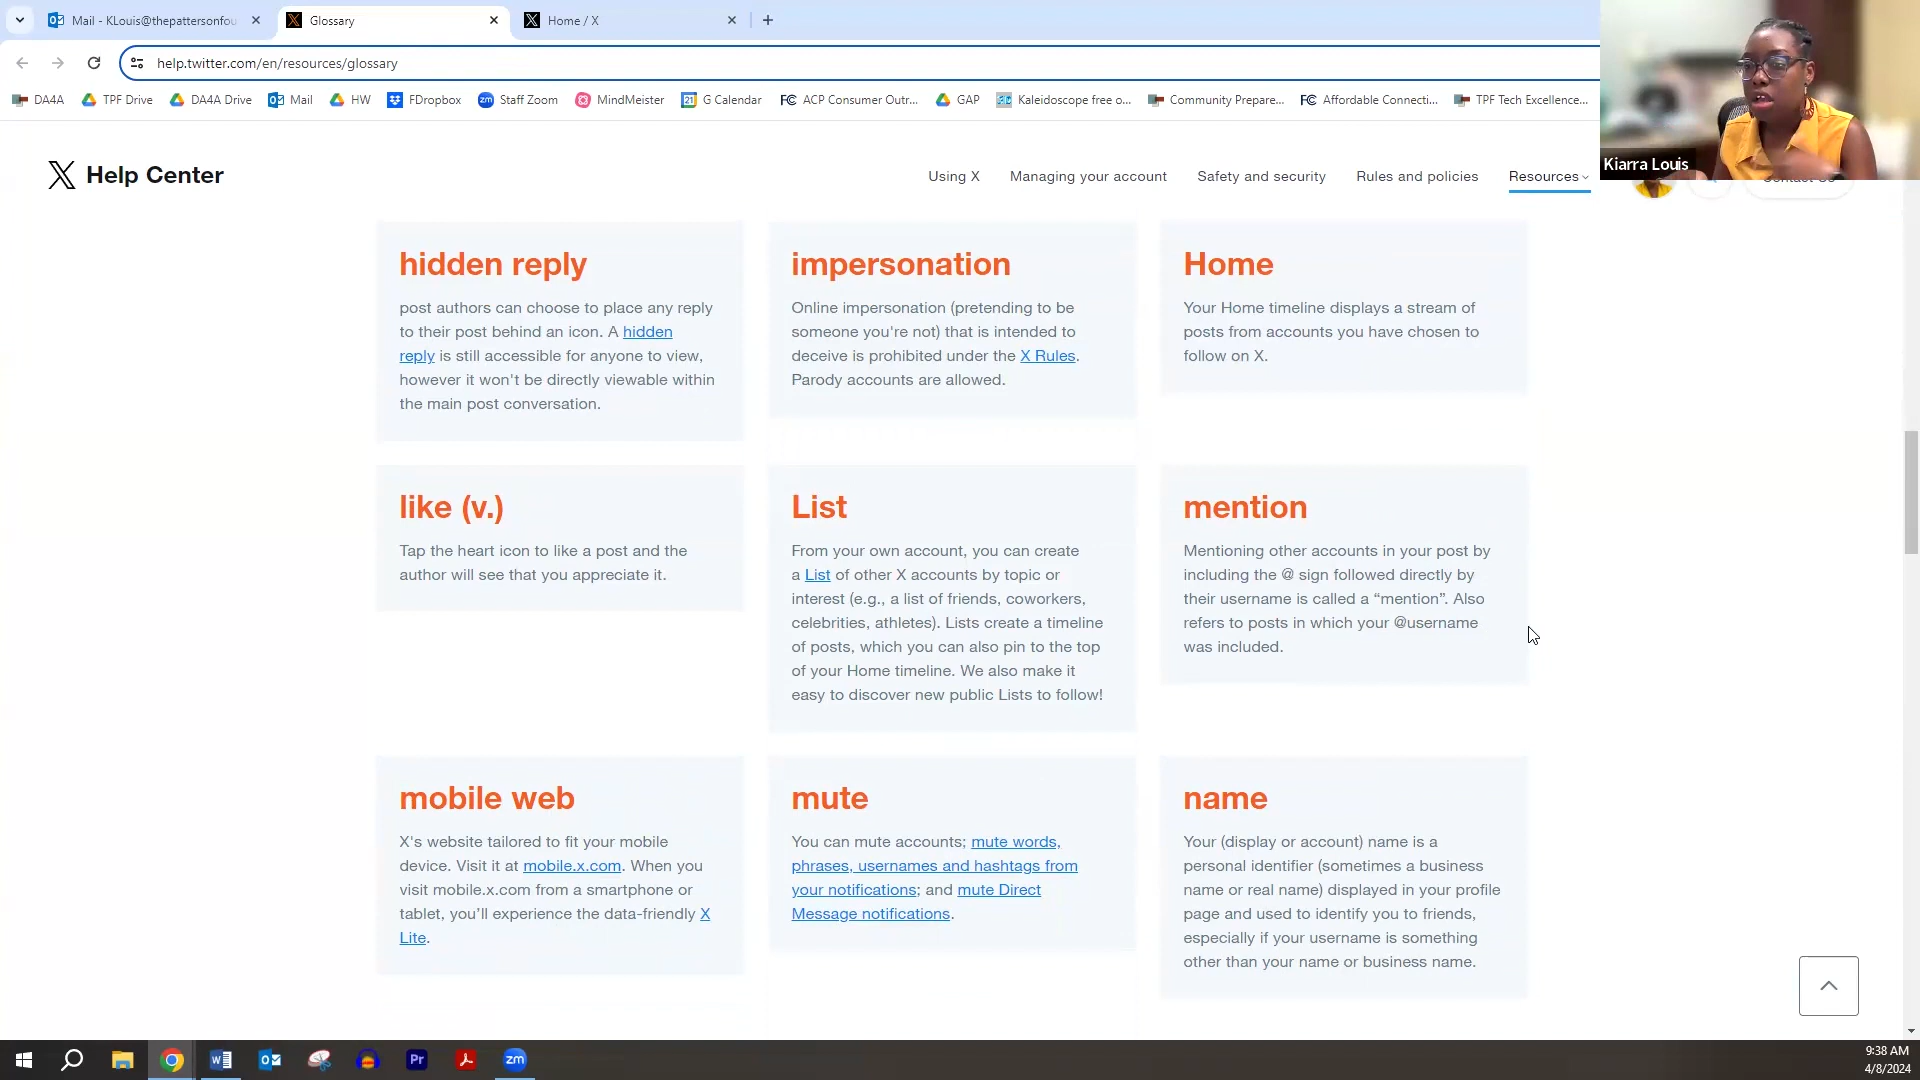 Mail - KLouis@thepattersonfou
Glossary
Home / X
help.twitter.com/en/resources/glossary
DA4A
TPF Drive
DA4A Drive
Mail
HW
FDropbox
Staff Zoom
MindMeister
G Calendar
ACP Consumer Outr...
GAP
Kaleidoscope free o...
Community Prepare...
Affordable Connecti...
TPF Tech Excellence...
Kiarra Louis
Help Center
Using X
Managing your account
Safety and security
Rules and policies
Resources
hidden reply
post authors can choose to place any reply
to their post behind an icon. A hidden
reply is still accessible for anyone to view,
however it won't be directly viewable within
the main post conversation.
impersonation
Online impersonation (pretending to be
someone you're not) that is intended to
deceive is prohibited under the X Rules.
Parody accounts are allowed.
Home
Your Home timeline displays a stream of
posts from accounts you have chosen to
follow on X.
like (v.)
Tap the heart icon to like a post and the
author will see that you appreciate it.
List
From your own account, you can create
a List of other X accounts by topic or
interest (e.g., a list of friends, coworkers,
celebrities, athletes). Lists create a timeline
of posts, which you can also pin to the top
of your Home timeline. We also make it
easy to discover new public Lists to follow!
mention
Mentioning other accounts in your post by
including the @ sign followed directly by
their username is called a “mention”. Also
refers to posts in which your @username
was included.
mobile web
X's website tailored to fit your mobile
device. Visit it at mobile.x.com. When you
visit mobile.x.com from a smartphone or
tablet, you’ll experience the data-friendly X
Lite.
mute
You can mute accounts; mute words,
phrases, usernames and hashtags from
your notifications; and mute Direct
Message notifications.
name
Your (display or account) name is a
personal identifier (sometimes a business
name or real name) displayed in your profile
page and used to identify you to friends,
especially if your username is something
other than your name or business name.
Pr
zm
9:38 AM
4/8/2024